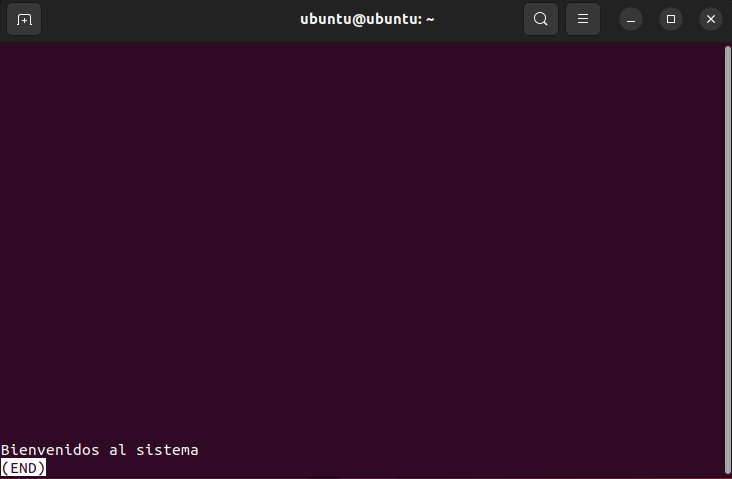 ubuntu@ubuntu: ~
Bienvenidos al sistema
(END)